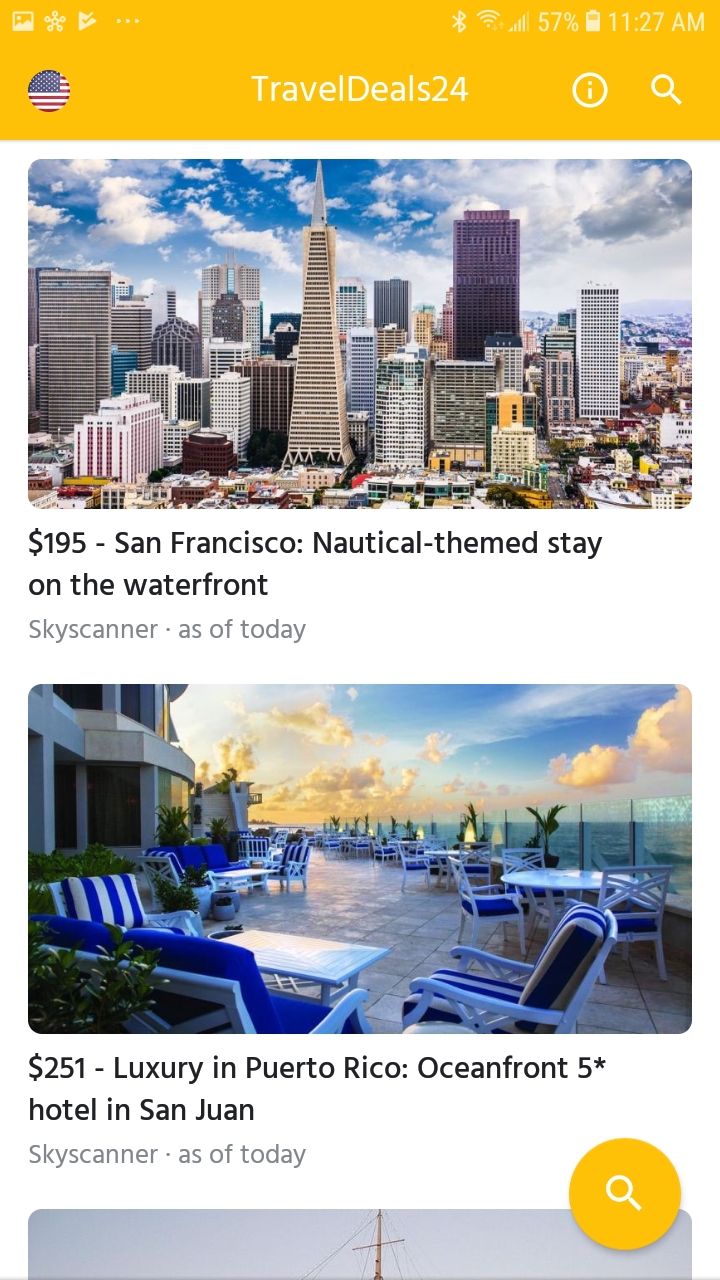 57% 11:27 AM
TravelDeals24
$195 - San Francisco: Nautical-themed stay
on the waterfront
Skyscanner · as of today
$251 - Luxury in Puerto Rico: Oceanfront 5*
hotel in San Juan
Skyscanner · as of today